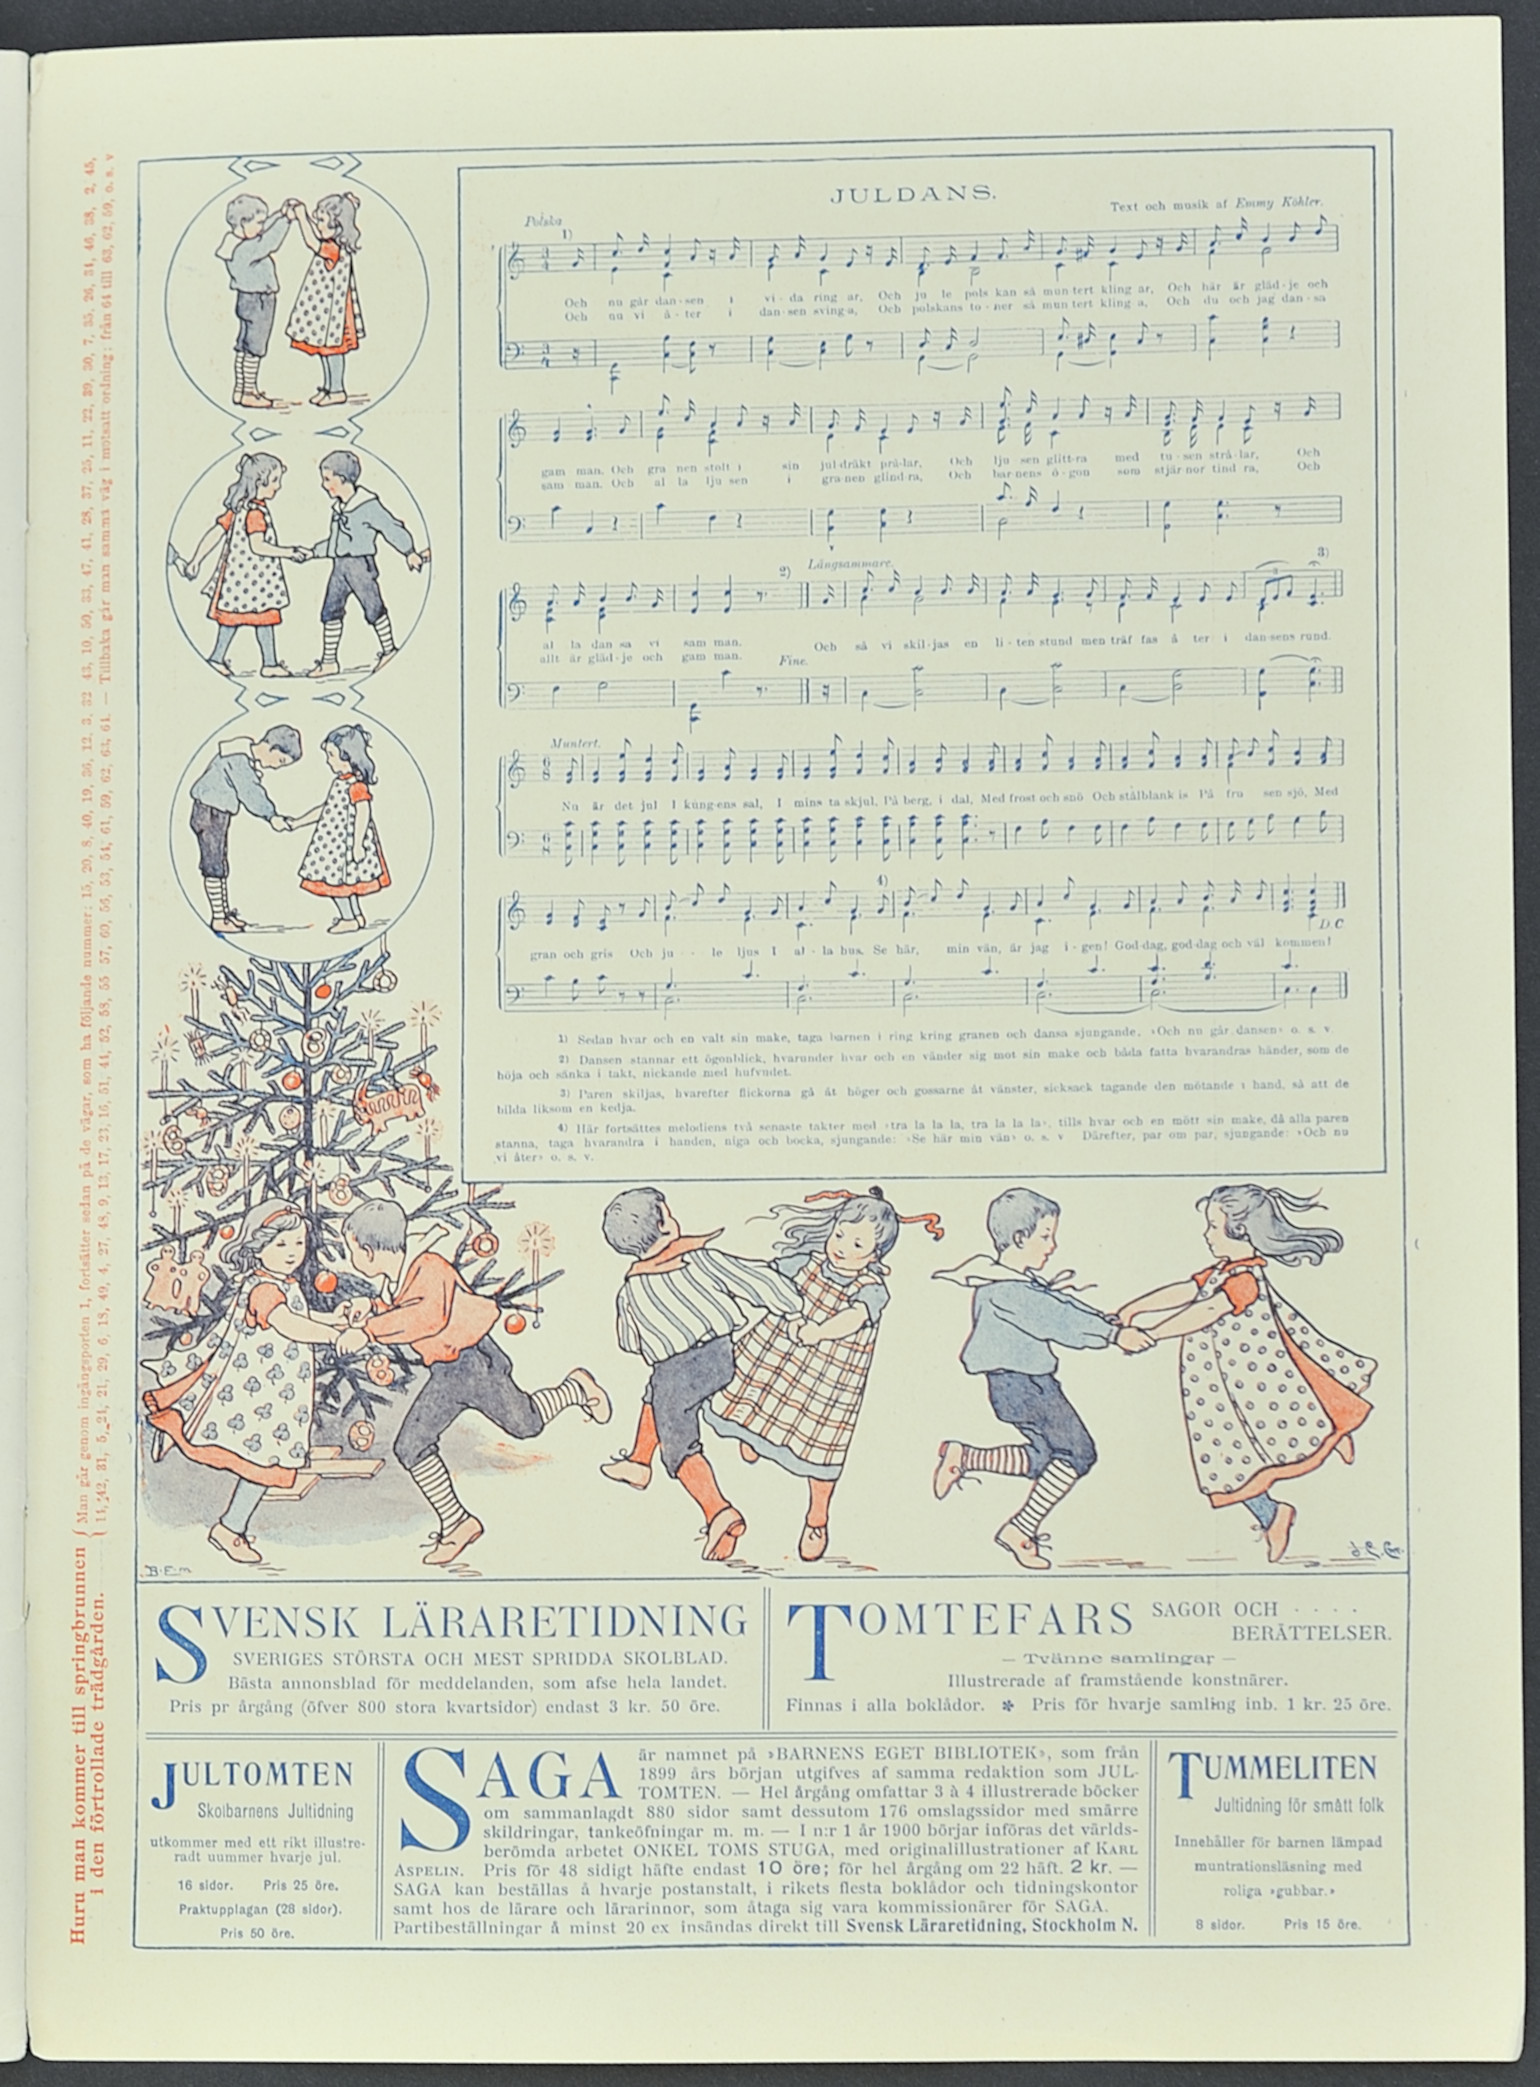 JULDANS.
Text och musik af Emmy Köhler.
Polska
1)
Och nu går dan-sen i vi-da ring ar, Och ju le pols kan så mun tert kling ar, Och här är gläd-je och
Och nu vi å-ter i dan-sen svinga, Och polskans to-ner så mun tert kling a, Och du och jag dan-sa
gam man. Och gra nen stolt i sin jul-dräkt prå-lar, Och lju sen glitt-ra med tu-sen strå-lar, Och
sam man. Och al la lju sen i gra-nen glind-ra, Och bar-nens ö-gon som stjär-nor tind ra, Och
2) Långsammare. 3)
al la dan sa vi sam man. Och så vi skil-jas en li-ten stund men träf fas å ter i dan-sens rund.
allt är gläd-je och gam man. Fine.
Muntert.
Nu är det jul I kung-ens sal, I mins ta skjul, På berg, i dal, Med frost och snö Och stålblank is På fru sen sjö, Med
4)
D C
gran och gris Och ju - le ljus I al-la hus. Se här, min vän, är jag i-gen! God-dag, god-dag och väl kommen!
1) Sedan hvar och en valt sin make, taga barnen i ring kring granen och dansa sjungande. »Och nu går dansen» o. s. v.
2) Dansen stannar ett ögonblick, hvarunder hvar och en vänder sig mot sin make och båda fatta hvarandras händer, som de
höja och sänka i takt, nickande med hufvudet.
3) Paren skiljas, hvarefter flickorna gå åt höger och gossarne åt vänster, sicksack tagande den mötande i hand, så att de
bilda liksom en kedja.
4) Här fortsättes melodiens två senaste takter med »tra la la la, tra la la la», tills hvar och en mött sin make, då alla paren
stanna, taga hvarandra i handen, niga och bocka, sjungande: »Se här min vän» o. s. v Därefter, par om par, sjungande: »Och nu
vi åter» o. s. v.
B.E.m
SVENSK LÄRARETIDNING
SVERIGES STÖRSTA OCH MEST SPRIDDA SKOLBLAD.
Bästa annonsblad för meddelanden, som afse hela landet.
Pris pr årgång (öfver 800 stora kvartsidor) endast 3 kr. 50 öre.
TOMTEFARS SAGOR OCH ....
BERÄTTELSER.
— Tvänne samlingar —
Illustrerade af framstående konstnärer.
Finnas i alla boklådor. ✻ Pris för hvarje samling inb. 1 kr. 25 öre.
JULTOMTEN
Skolbarnens Jultidning
utkommer med ett rikt illustre-
radt nummer hvarje jul.
16 sidor. Pris 25 öre.
Praktupplagan (28 sidor).
Pris 50 öre.
SAGA är namnet på »BARNENS EGET BIBLIOTEK», som från
1899 års början utgifves af samma redaktion som JUL-
TOMTEN. — Hel årgång omfattar 3 à 4 illustrerade böcker
om sammanlagdt 880 sidor samt dessutom 176 omslagssidor med smärre
skildringar, tankeöfningar m. m. — I n:r 1 år 1900 börjar införas det världs-
berömda arbetet ONKEL TOMS STUGA, med originalillustrationer af KARL
ASPELIN. Pris för 48 sidigt häfte endast 10 öre; för hel årgång om 22 häft. 2 kr. —
SAGA kan beställas å hvarje postanstalt, i rikets flesta boklådor och tidningskontor
samt hos de lärare och lärarinnor, som åtaga sig vara kommissionärer för SAGA.
Partibeställningar å minst 20 ex insändas direkt till Svensk Läraretidning, Stockholm N.
TUMMELITEN
Jultidning för smått folk
Innehåller för barnen lämpad
muntrationsläsning med
roliga »gubbar.»
8 sidor. Pris 15 öre.
Huru man kommer till springbrunnen
i den förtrollade trädgården.
Man går genom ingångsporten 1, fortsätter sedan på de vägar, som ha följande nummer: 15, 20, 8, 40, 19, 36, 12, 3, 32 43, 10, 50, 33, 47, 41, 28, 37, 25, 11, 22, 39, 30, 7, 35, 26, 34, 46, 38, 2, 45,
14, 42, 31, 5, 24, 21, 29, 6, 18, 49, 4, 27, 48, 9, 13, 17, 23, 16, 51, 44, 52, 58, 55 57, 60, 56, 53, 54, 61, 59, 62, 63, 64. — Tillbaka går man samma väg i motsatt ordning: från 64 till 63, 62, 59, o. s. v